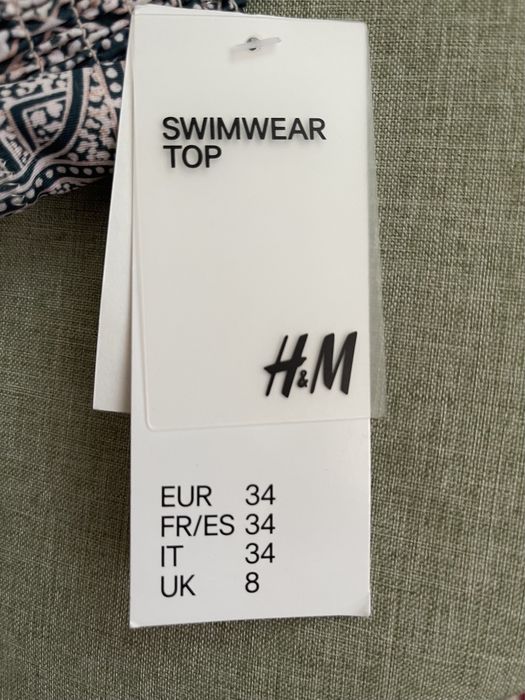 SWIMWEAR
TOP
H&M
EUR 34
FR/ES 34
IT 34
UK 8